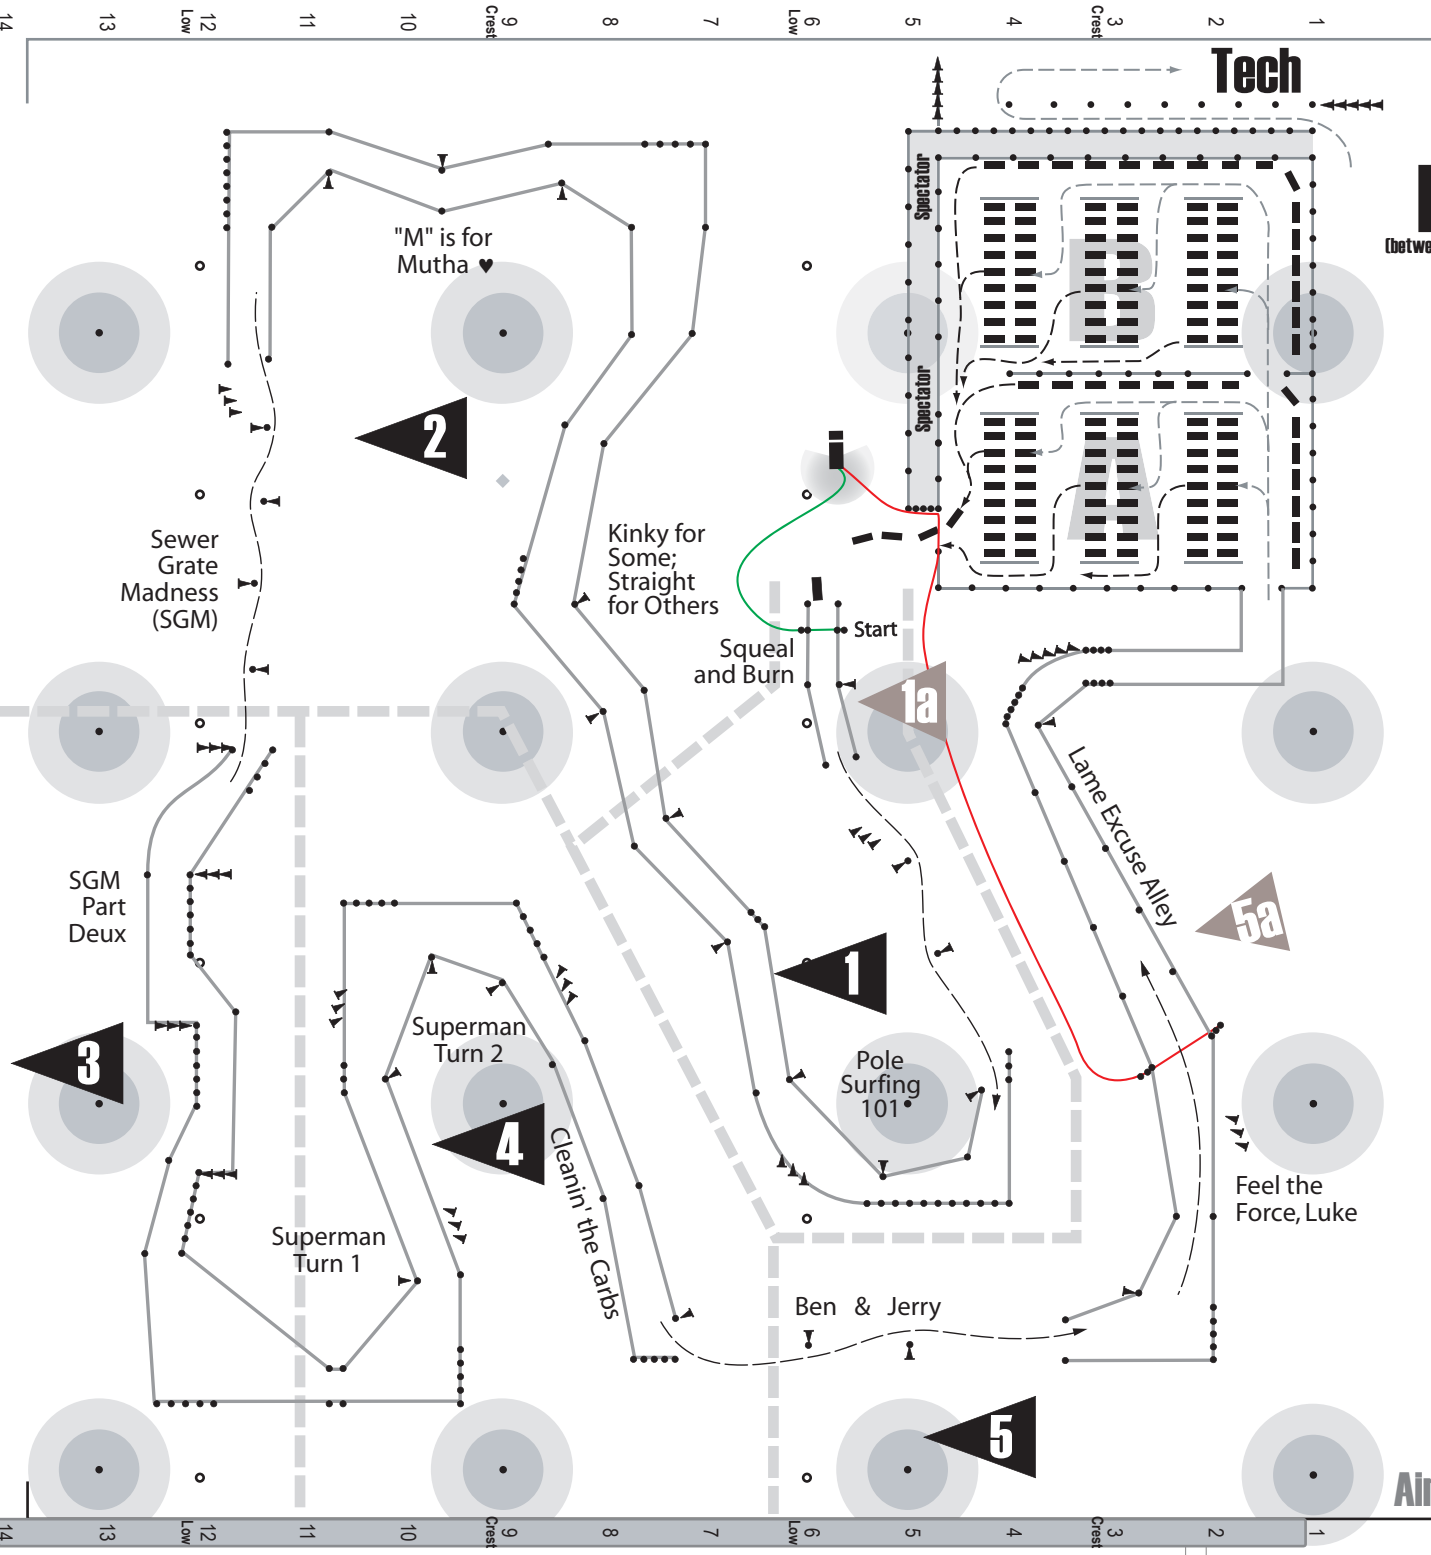 14
13
Low
12
11
10
Crest
9
8
7
Low
6
5
4
Crest
3
2
1
Tech
Spectator
B
(betwe
"M" is for
Mutha ♥
2
Spectator
A
Kinky for
Some;
Straight
for Others
Sewer
Grate
Madness
(SGM)
Start
Squeal
and Burn
1a
Lame Excuse Alley
SGM
Part
Deux
5a
1
Superman
Turn 2
3
Pole
Surfing
101
4
Cleanin' the Carbs
Feel the
Force, Luke
Superman
Turn 1
Ben & Jerry
5
Air
14
13
Low
12
11
10
Crest
9
8
7
Low
6
5
4
Crest
3
2
1